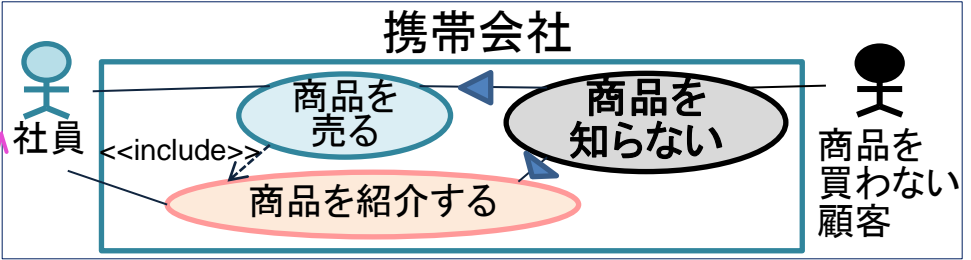 携帯会社
商品を
売る
商品を
知らない
社員
<<include>>
商品を紹介する
商品を
買わない
顧客